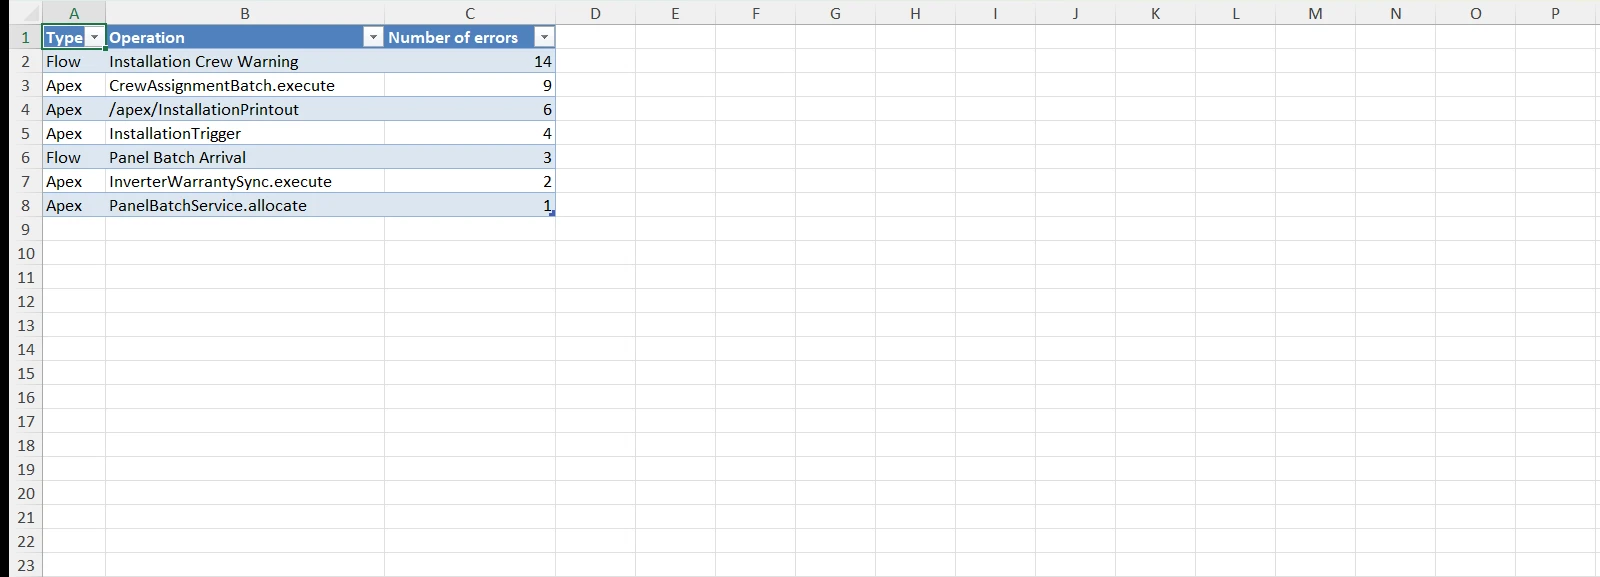 A B C D E F G H I J K L M N O P
1 Type Operation Number of errors
2 Flow Installation Crew Warning 14
3 Apex CrewAssignmentBatch.execute 9
4 Apex /apex/InstallationPrintout 6
5 Apex InstallationTrigger 4
6 Flow Panel Batch Arrival 3
7 Apex InverterWarrantySync.execute 2
8 Apex PanelBatchService.allocate 1
9
10
11
12
13
14
15
16
17
18
19
20
21
22
23